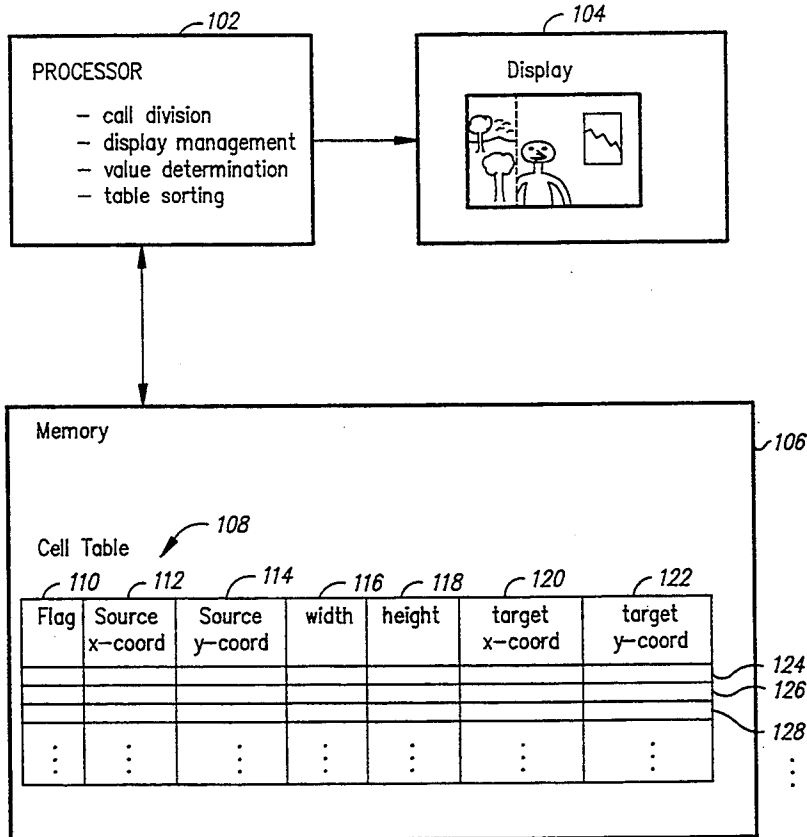 102
104
PROCESSOR
– call division
– display management
– value determination
– table sorting
Display
Memory
106
Cell Table
108
110
112
114
116
118
120
122
Flag
Source x-coord
Source y-coord
width
height
target x-coord
target y-coord
124
126
128